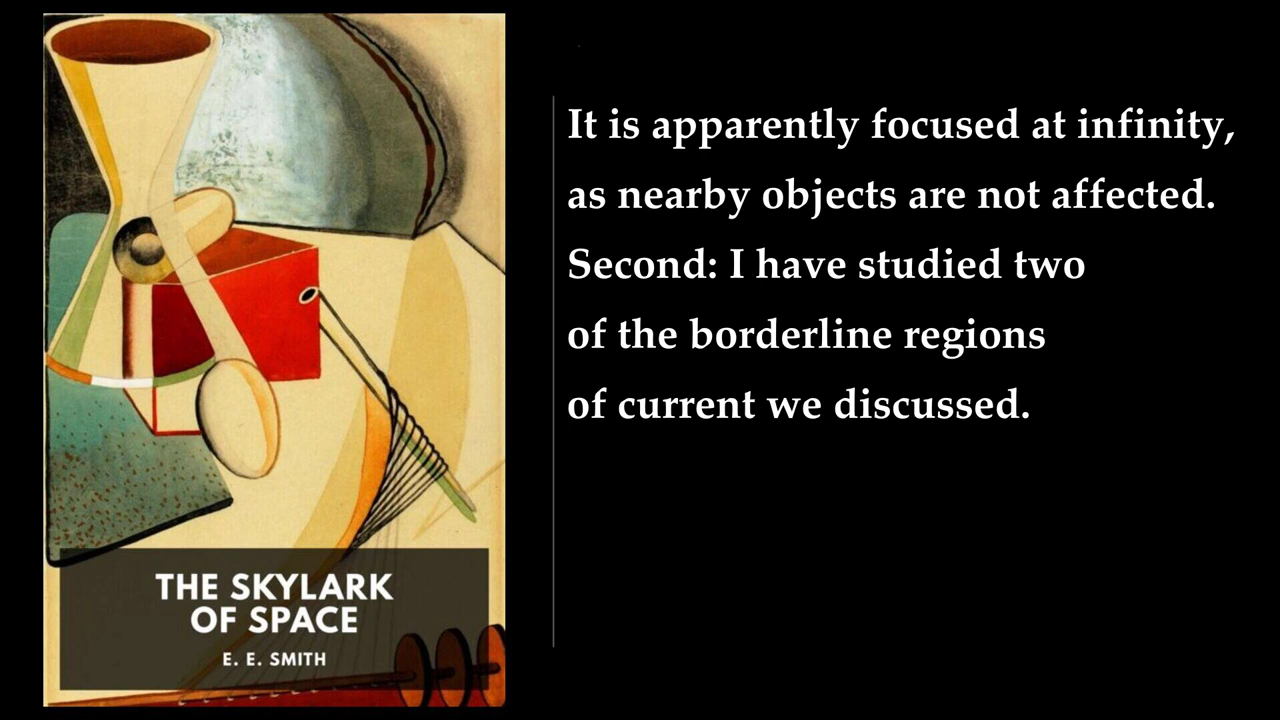 THE SKYLARK
OF SPACE
E. E. SMITH
It is apparently focused at infinity,
as nearby objects are not affected.
Second: I have studied two
of the borderline regions
of current we discussed.